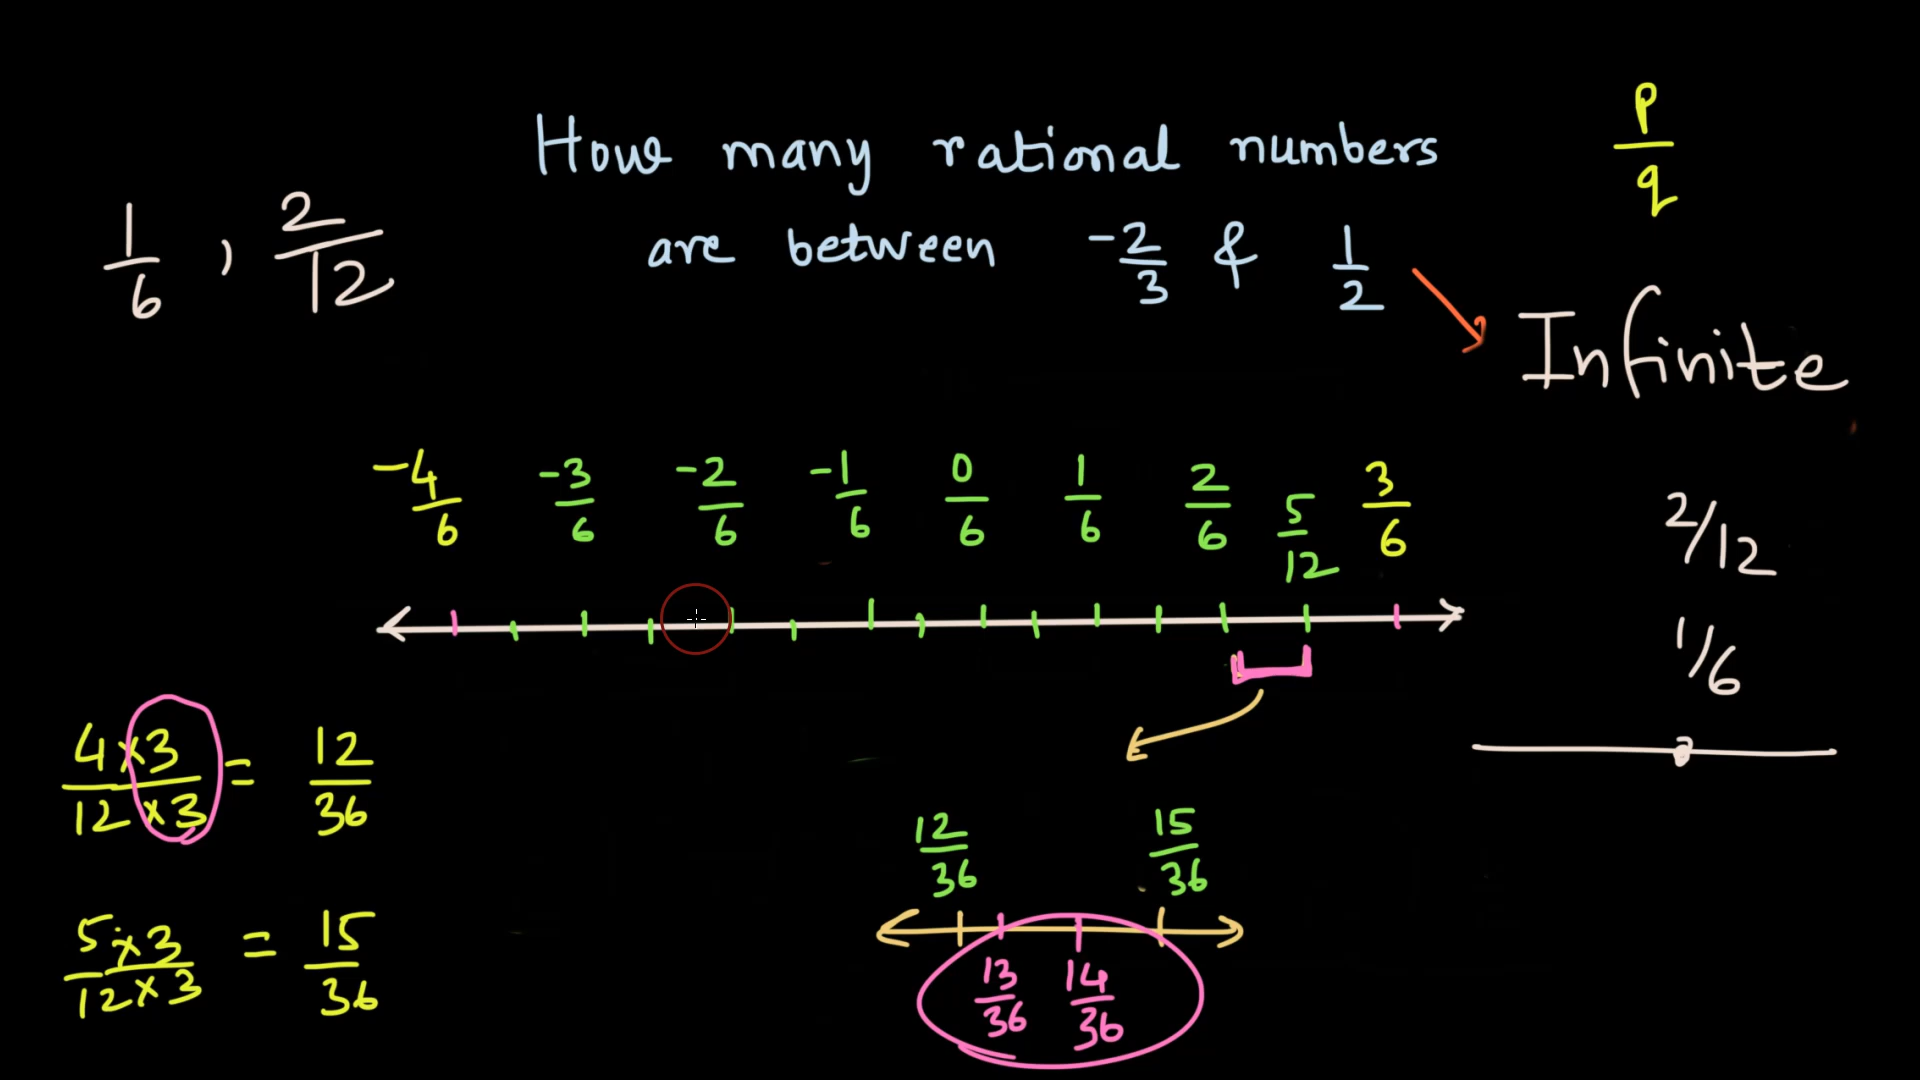 How many rational numbers
are between -2/3 & 1/2
p/q
1/6 , 2/12
Infinite
-4/6 -3/6 -2/6 -1/6 0/6 1/6 2/6 5/12 3/6
2/12
1/6
4×3/12×3 = 12/36
12/36 15/36
5×3/12×3 = 15/36
13/36 14/36